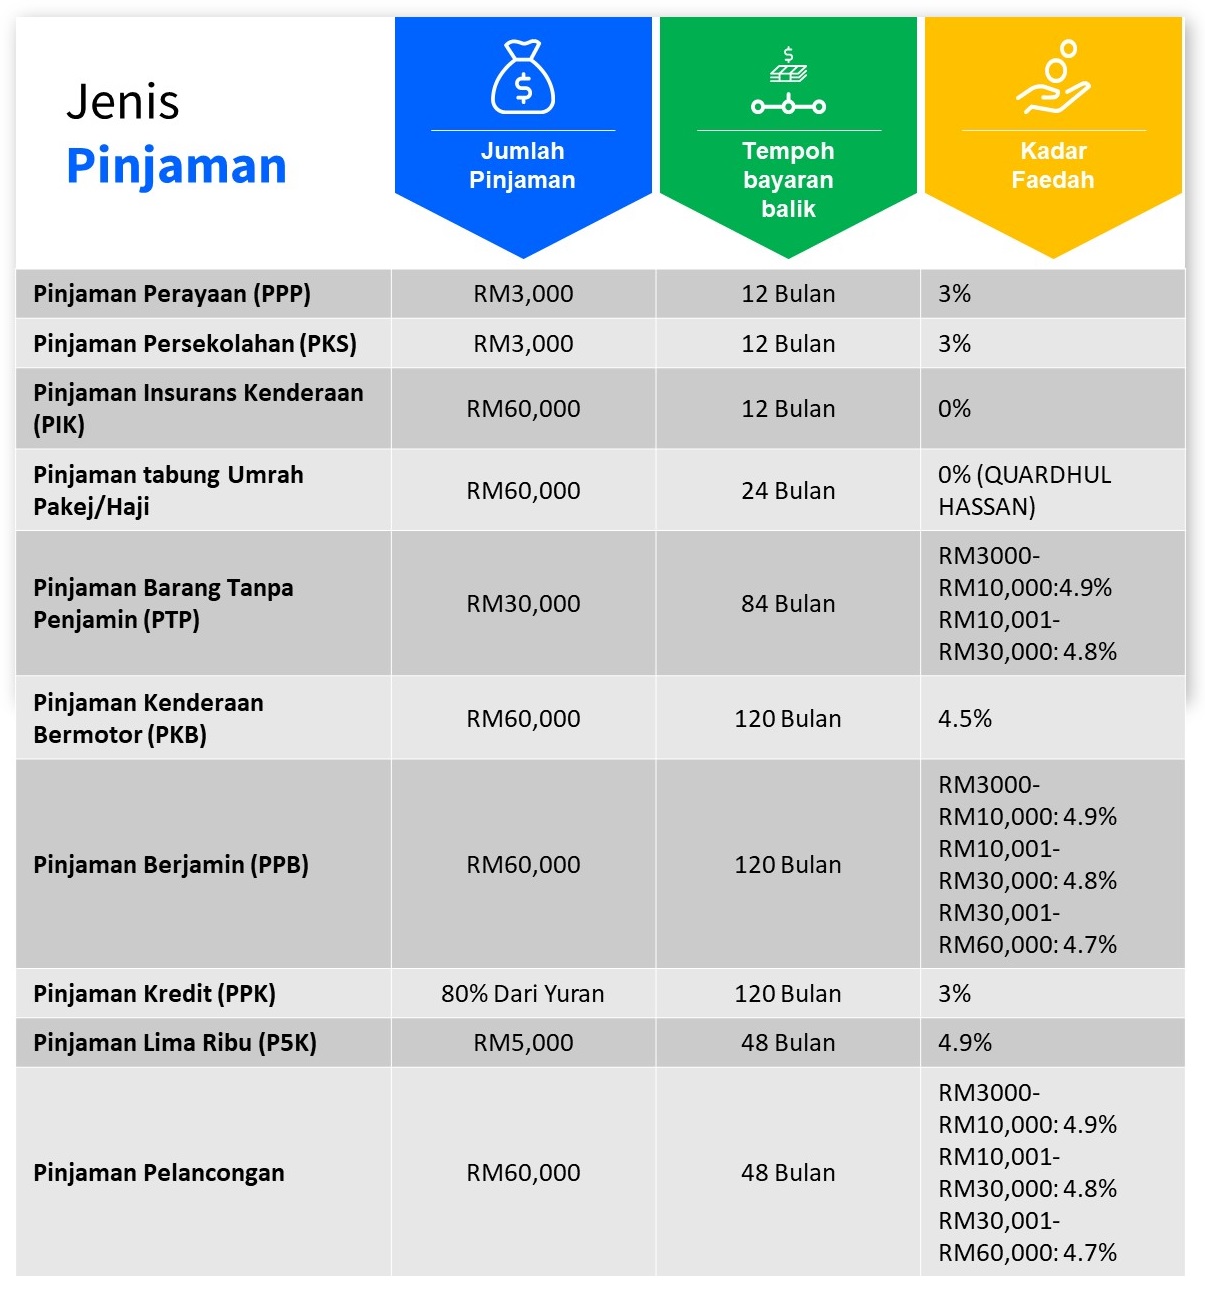 Jenis
Pinjaman
$
Jumlah
Pinjaman
$
Tempoh
bayaran
balik
Kadar
Faedah
Pinjaman Perayaan (PPP)
RM3,000
12 Bulan
3%
Pinjaman Persekolahan (PKS)
RM3,000
12 Bulan
3%
Pinjaman Insurans Kenderaan
(PIK)
RM60,000
12 Bulan
0%
Pinjaman tabung Umrah
Pakej/Haji
RM60,000
24 Bulan
0% (QUARDHUL
HASSAN)
Pinjaman Barang Tanpa
Penjamin (PTP)
RM30,000
84 Bulan
RM3000-
RM10,000:4.9%
RM10,001-
RM30,000: 4.8%
Pinjaman Kenderaan
Bermotor (PKB)
RM60,000
120 Bulan
4.5%
Pinjaman Berjamin (PPB)
RM60,000
120 Bulan
RM3000-
RM10,000: 4.9%
RM10,001-
RM30,000: 4.8%
RM30,001-
RM60,000: 4.7%
Pinjaman Kredit (PPK)
80% Dari Yuran
120 Bulan
3%
Pinjaman Lima Ribu (P5K)
RM5,000
48 Bulan
4.9%
Pinjaman Pelancongan
RM60,000
48 Bulan
RM3000-
RM10,000: 4.9%
RM10,001-
RM30,000: 4.8%
RM30,001-
RM60,000: 4.7%